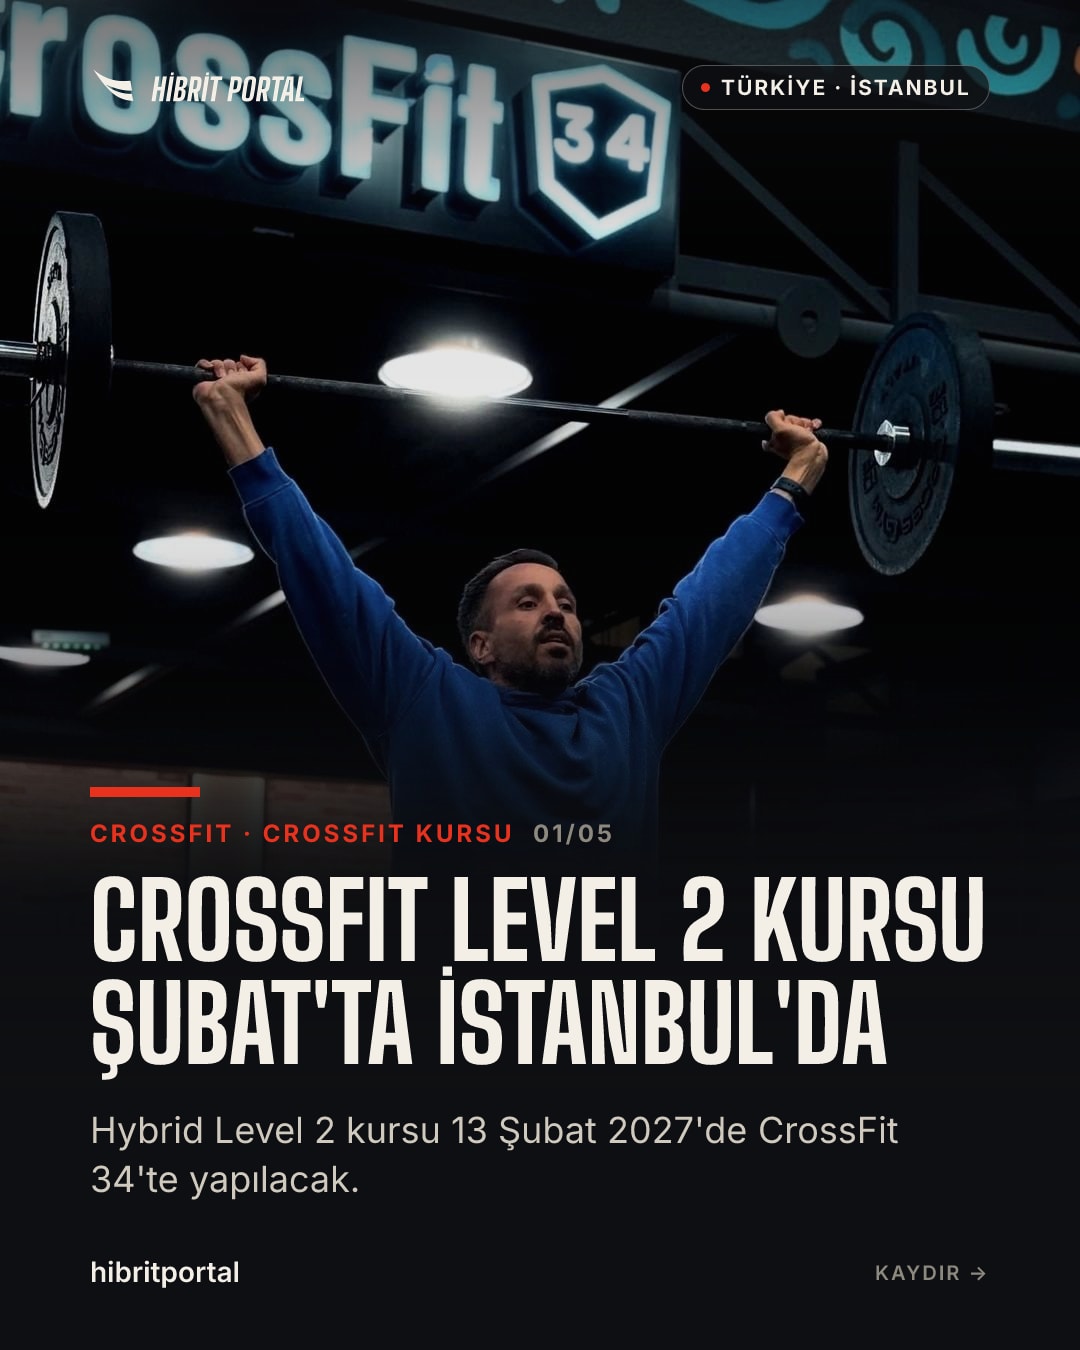 CrossFit 34
HİBRİT PORTAL
TÜRKİYE · İSTANBUL
CROSSFIT · CROSSFIT KURSU 01/05
CROSSFIT LEVEL 2 KURSU
ŞUBAT'TA İSTANBUL'DA
Hybrid Level 2 kursu 13 Şubat 2027'de CrossFit
34'te yapılacak.
hibritportal
KAYDIR →